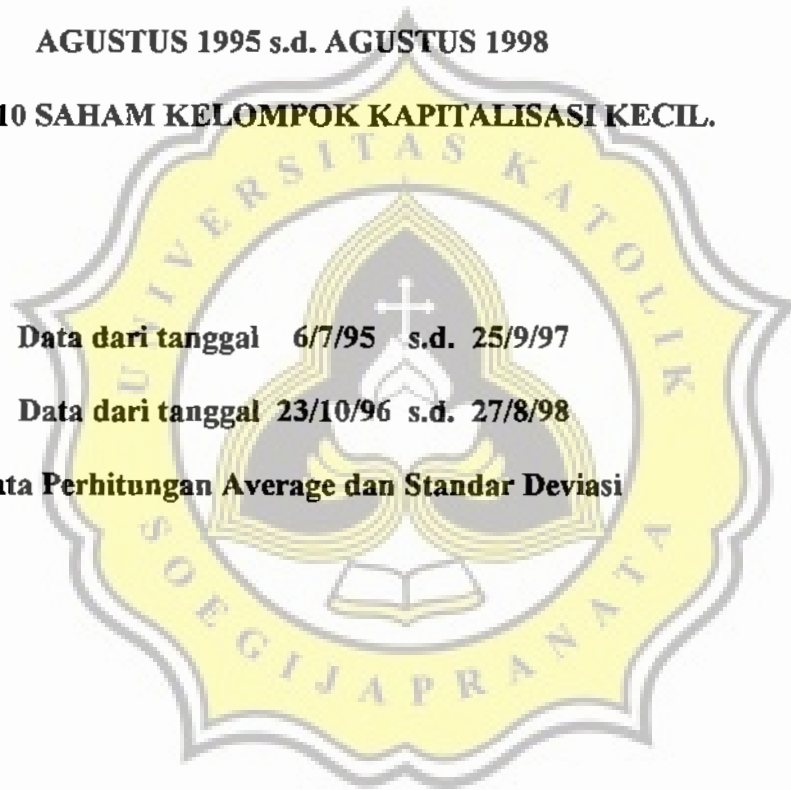 AGUSTUS 1995 s.d. AGUSTUS 1998
10 SAHAM KELOMPOK KAPITALISASI KECIL.
UNIVERSITAS KATOLIK
Data dari tanggal 6/7/95 s.d. 25/9/97
Data dari tanggal 23/10/96 s.d. 27/8/98
ata Perhitungan Average dan Standar Deviasi
SOEGIJAPRANATA